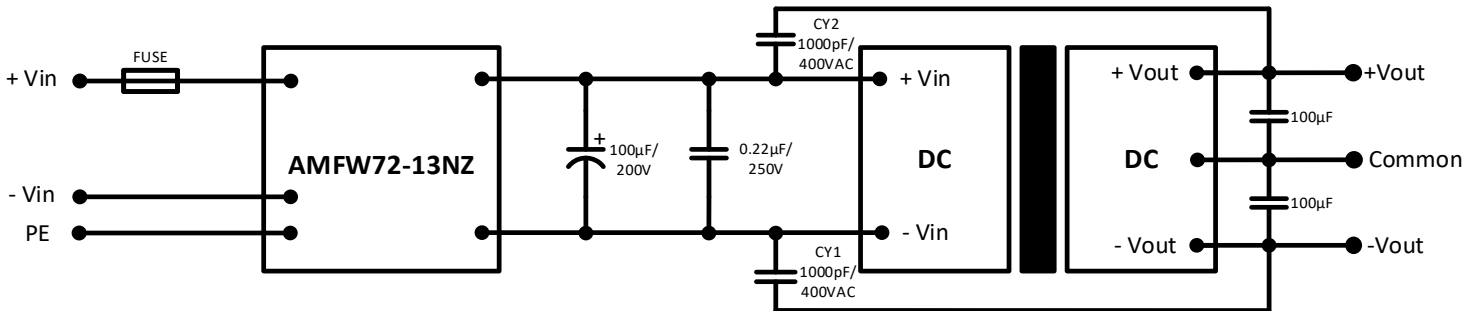 CY2
1000pF/
400VAC
FUSE
+ Vin
+ Vin
+ Vout
+Vout
100µF
AMFW72-13NZ
+
100µF/
200V
0.22µF/
250V
DC
DC
Common
- Vin
100µF
PE
- Vin
- Vout
-Vout
CY1
1000pF/
400VAC